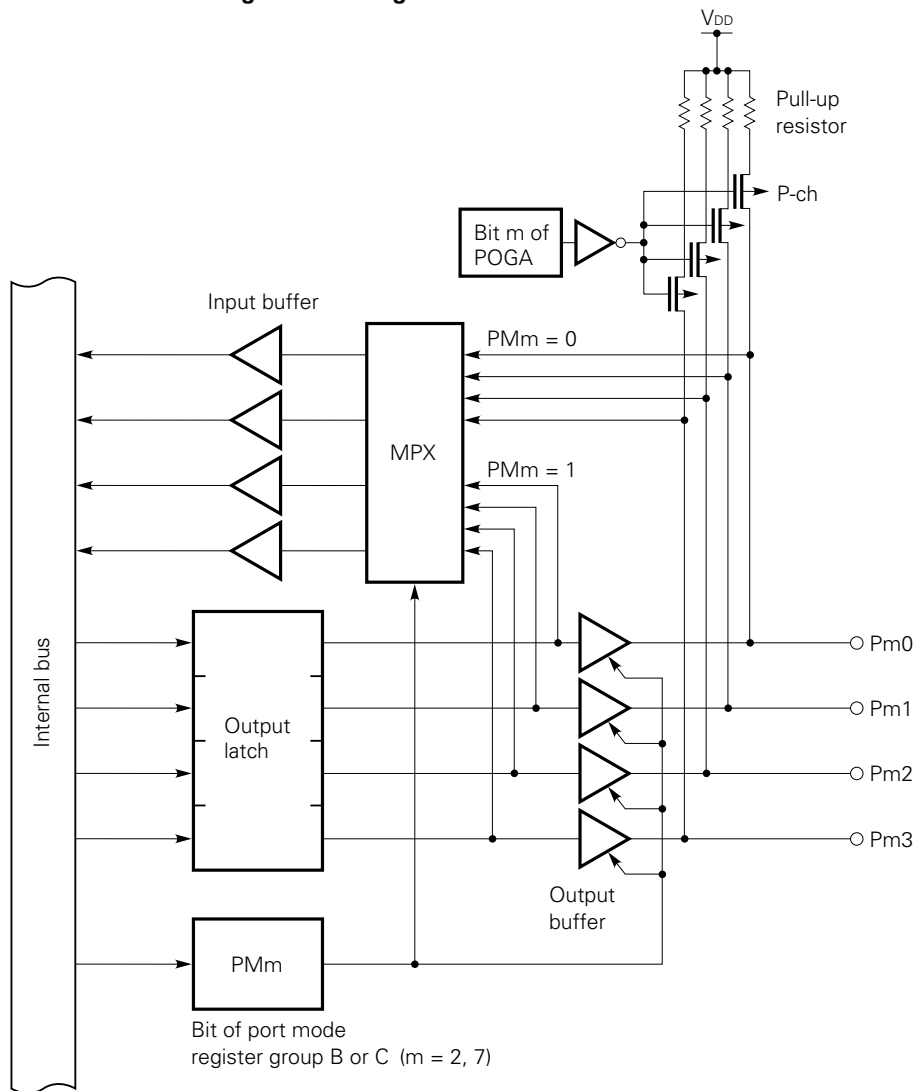 VDD
Pull-up
resistor
P-ch
Bit m of
POGA
Input buffer
PMm = 0
MPX
PMm = 1
Internal bus
Pm0
Pm1
Output
latch
Pm2
Pm3
Output
buffer
PMm
Bit of port mode
register group B or C (m = 2, 7)